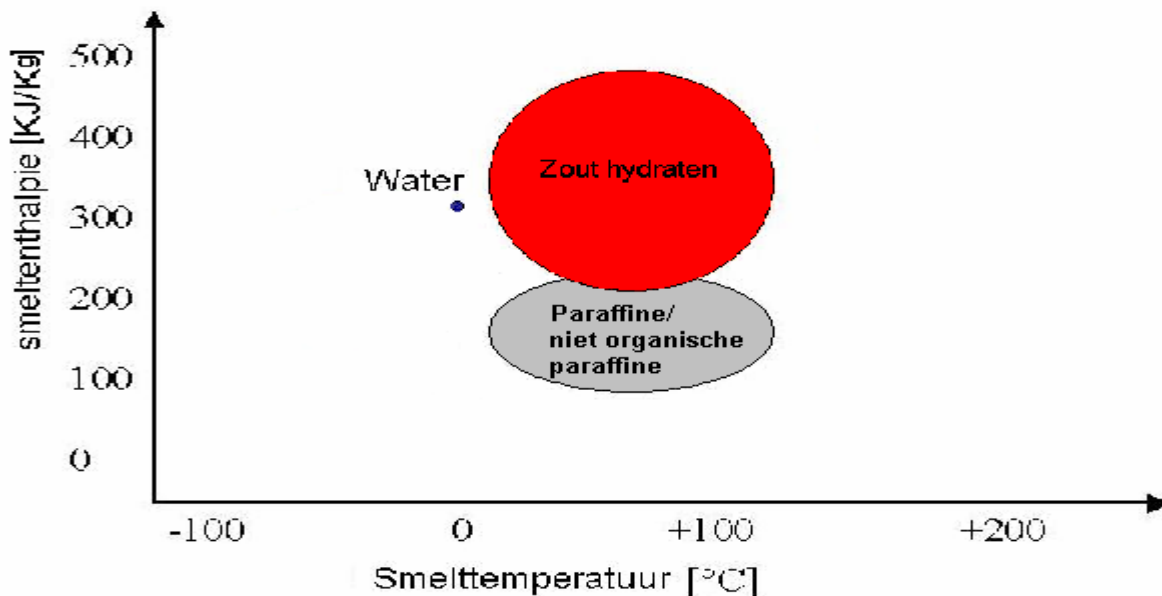 smeltenthalpie [KJ/Kg]
500
400
300
200
100
0
Water
Zout hydraten
Paraffine/
niet organische
paraffine
-100 0 +100 +200
Smelttemperatuur [°C]